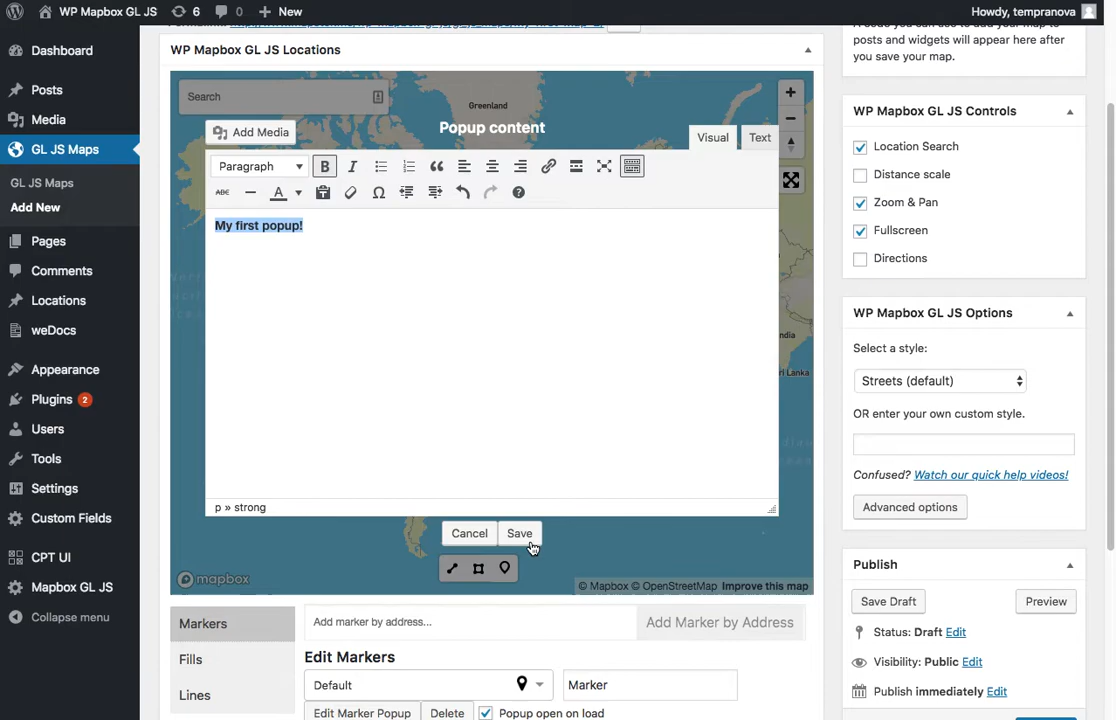 WP Mapbox GL JS 6 0 New Howdy, tempranova
Dashboard
Posts
Media
GL JS Maps
GL JS Maps
Add New
Pages
Comments
Locations
weDocs
Appearance
Plugins 2
Users
Tools
Settings
Custom Fields
CPT UI
Mapbox GL JS
Collapse menu
WP Mapbox GL JS Locations
Search
Greenland
Popup content
Add Media
Visual Text
Paragraph B I
ABC A
My first popup!
p » strong
Cancel Save
mapbox
© Mapbox © OpenStreetMap Improve this map
Markers
Fills
Lines
Add marker by address...
Add Marker by Address
Edit Markers
Default
Marker
Edit Marker Popup Delete Popup open on load
posts and widgets will appear here after
you save your map.
WP Mapbox GL JS Controls
Location Search
Distance scale
Zoom & Pan
Fullscreen
Directions
WP Mapbox GL JS Options
Select a style:
Streets (default)
OR enter your own custom style.
Confused? Watch our quick help videos!
Advanced options
Publish
Save Draft Preview
Status: Draft Edit
Visibility: Public Edit
Publish immediately Edit